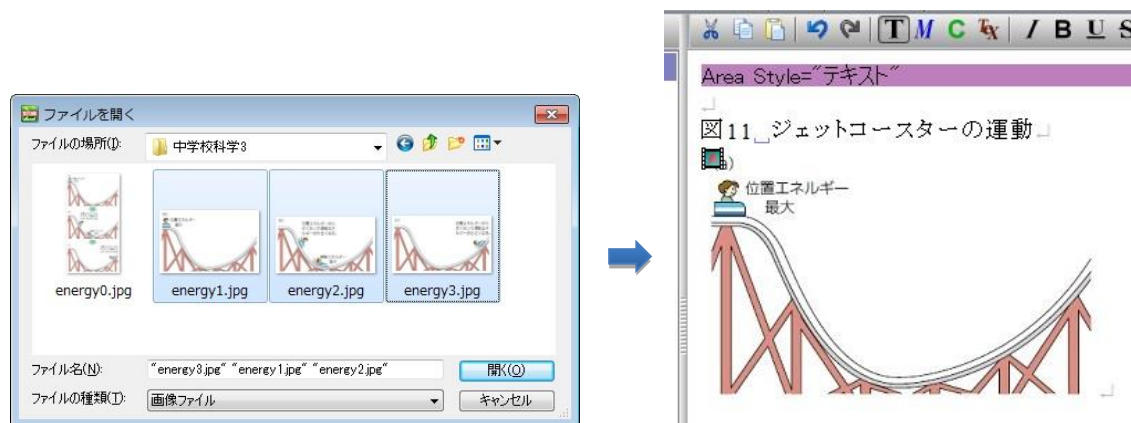 ファイルを開く
ファイルの場所(I):
中学校科学3
energy0.jpg
energy1.jpg
energy2.jpg
energy3.jpg
ファイル名(N):
"energy3.jpg" "energy1.jpg" "energy2.jpg"
開く(O)
ファイルの種類(T):
画像ファイル
キャンセル
T M C TEX I B U S
Area Style="テキスト"
図11 ジェットコースターの運動
位置エネルギー
最大